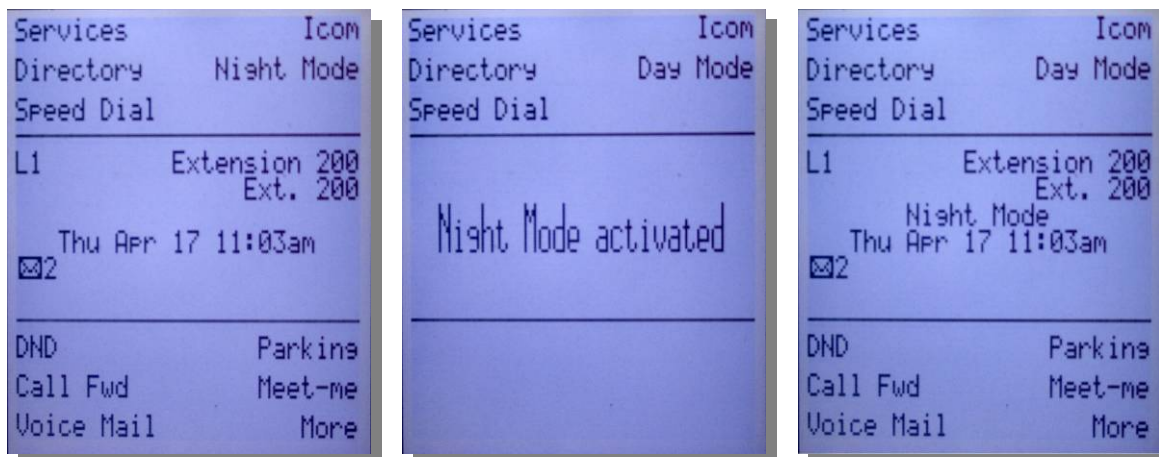 Services Icom
Directory Night Mode
Speed Dial
L1 Extension 200
Ext. 200
Thu Apr 17 11:03am
2
DND Parking
Call Fwd Meet-me
Voice Mail More
Services Icom
Directory Day Mode
Speed Dial
Night Mode activated
Services Icom
Directory Day Mode
Speed Dial
L1 Extension 200
Ext. 200
Night Mode
Thu Apr 17 11:03am
2
DND Parking
Call Fwd Meet-me
Voice Mail More